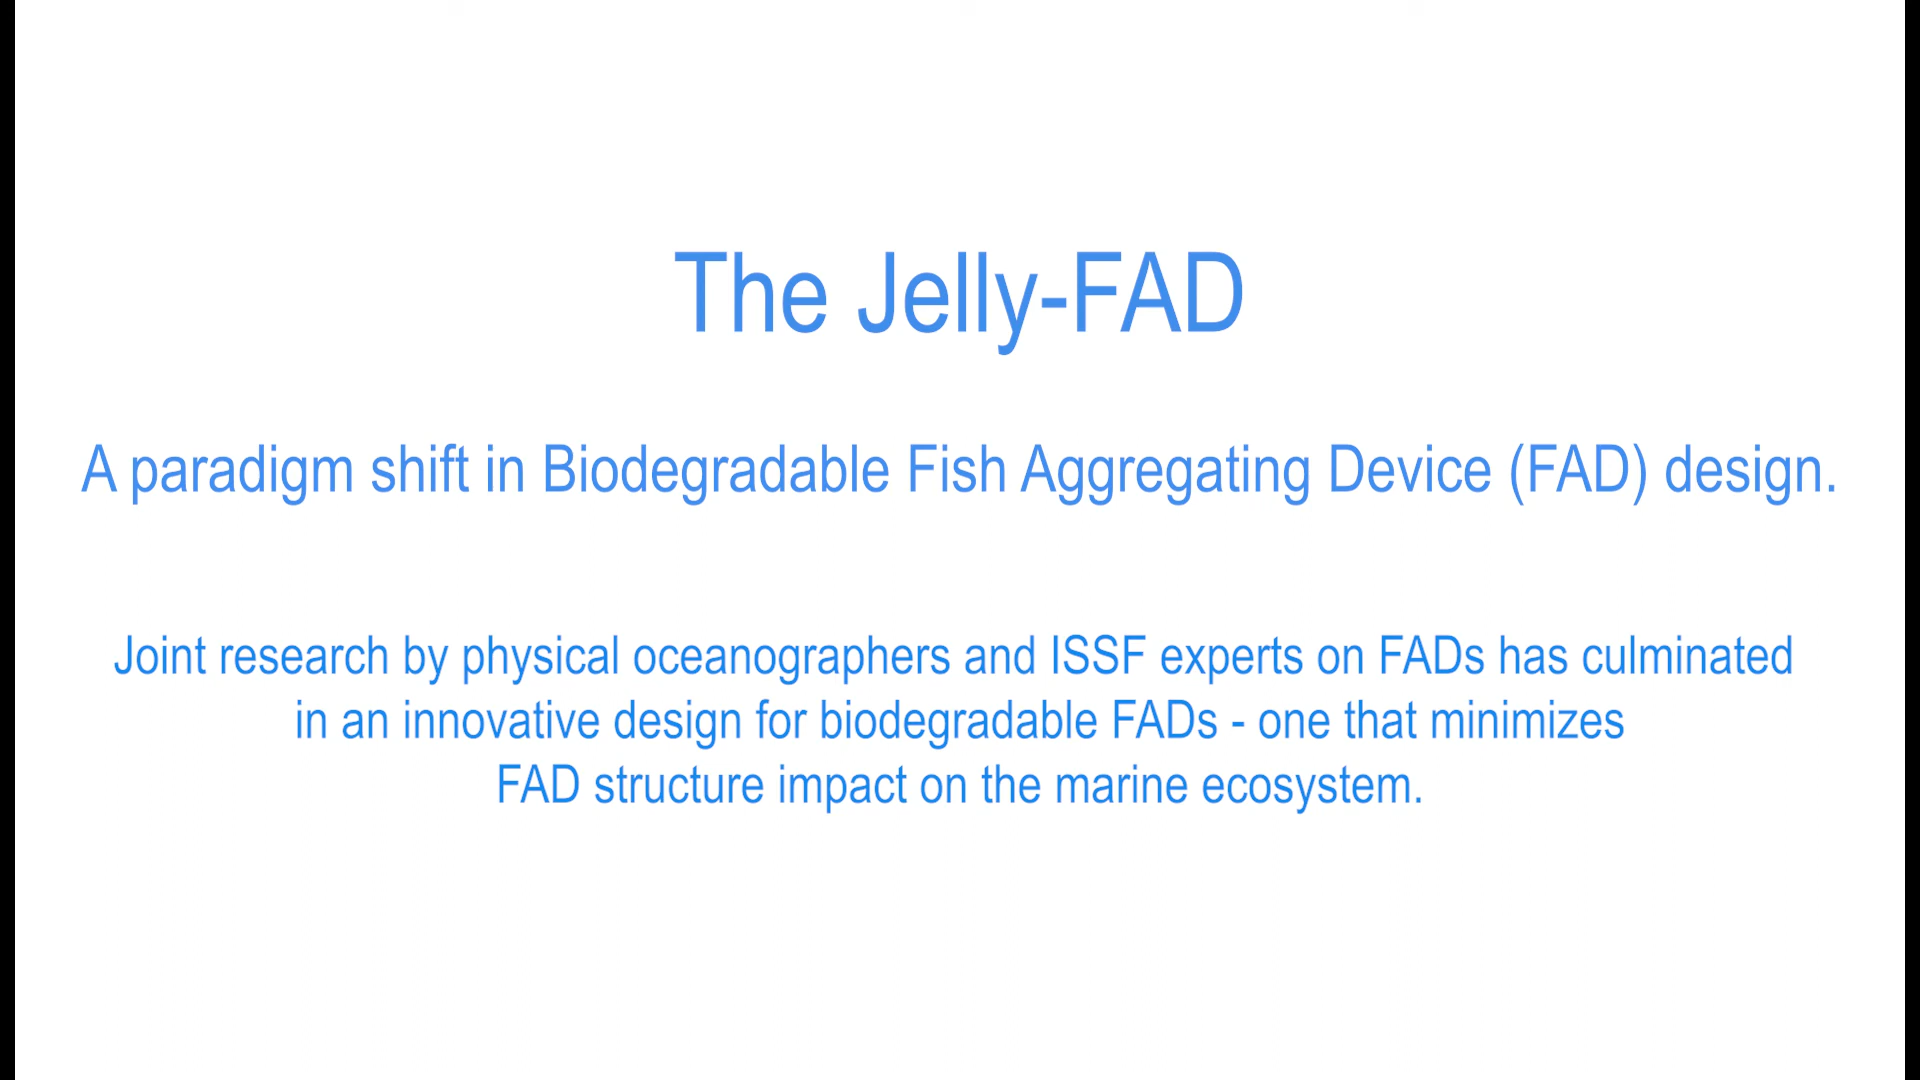 The Jelly-FAD
A paradigm shift in Biodegradable Fish Aggregating Device (FAD) design.
Joint research by physical oceanographers and ISSF experts on FADs has culminated
in an innovative design for biodegradable FADs - one that minimizes
FAD structure impact on the marine ecosystem.